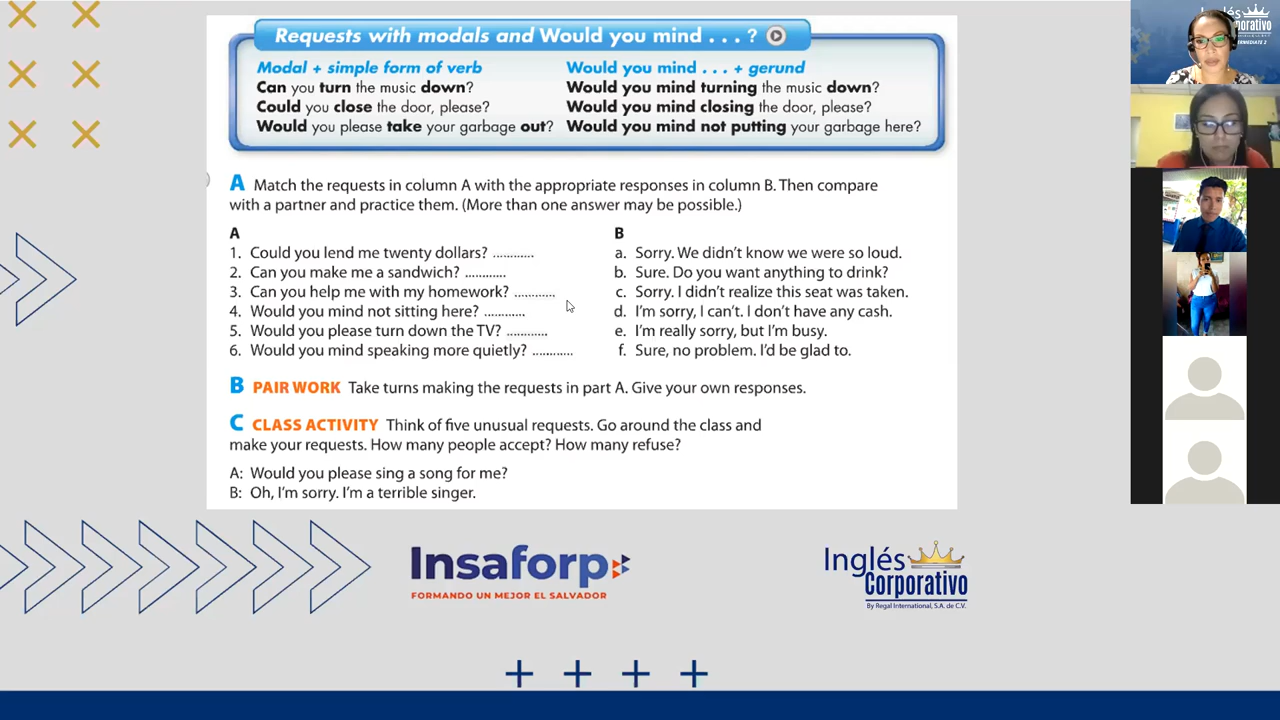 Requests with modals and Would you mind . . . ?
Modal + simple form of verb
Can you turn the music down?
Could you close the door, please?
Would you please take your garbage out?
Would you mind . . . + gerund
Would you mind turning the music down?
Would you mind closing the door, please?
Would you mind not putting your garbage here?
A Match the requests in column A with the appropriate responses in column B. Then compare
with a partner and practice them. (More than one answer may be possible.)
A
1. Could you lend me twenty dollars? ............
2. Can you make me a sandwich? ............
3. Can you help me with my homework? ............
4. Would you mind not sitting here? ............
5. Would you please turn down the TV? ............
6. Would you mind speaking more quietly? ............
B
a. Sorry. We didn't know we were so loud.
b. Sure. Do you want anything to drink?
c. Sorry. I didn't realize this seat was taken.
d. I'm sorry, I can't. I don't have any cash.
e. I'm really sorry, but I'm busy.
f. Sure, no problem. I'd be glad to.
B PAIR WORK Take turns making the requests in part A. Give your own responses.
C CLASS ACTIVITY Think of five unusual requests. Go around the class and
make your requests. How many people accept? How many refuse?
A: Would you please sing a song for me?
B: Oh, I'm sorry. I'm a terrible singer.
Insaforp
FORMANDO UN MEJOR EL SALVADOR
Inglés
Corporativo
By Regal International, S.A. de C.V.